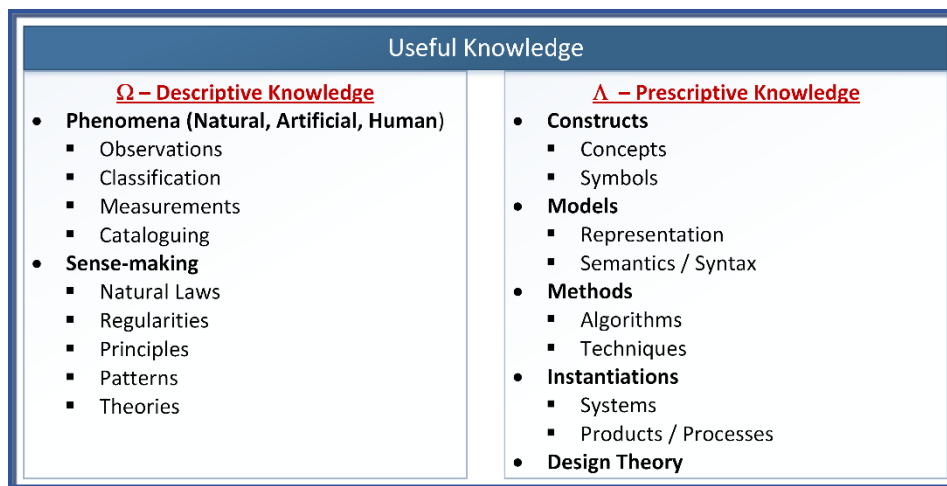 Useful Knowledge
Ω – Descriptive Knowledge
• Phenomena (Natural, Artificial, Human)
▪ Observations
▪ Classification
▪ Measurements
▪ Cataloguing
• Sense-making
▪ Natural Laws
▪ Regularities
▪ Principles
▪ Patterns
▪ Theories
Λ – Prescriptive Knowledge
• Constructs
▪ Concepts
▪ Symbols
• Models
▪ Representation
▪ Semantics / Syntax
• Methods
▪ Algorithms
▪ Techniques
• Instantiations
▪ Systems
▪ Products / Processes
• Design Theory